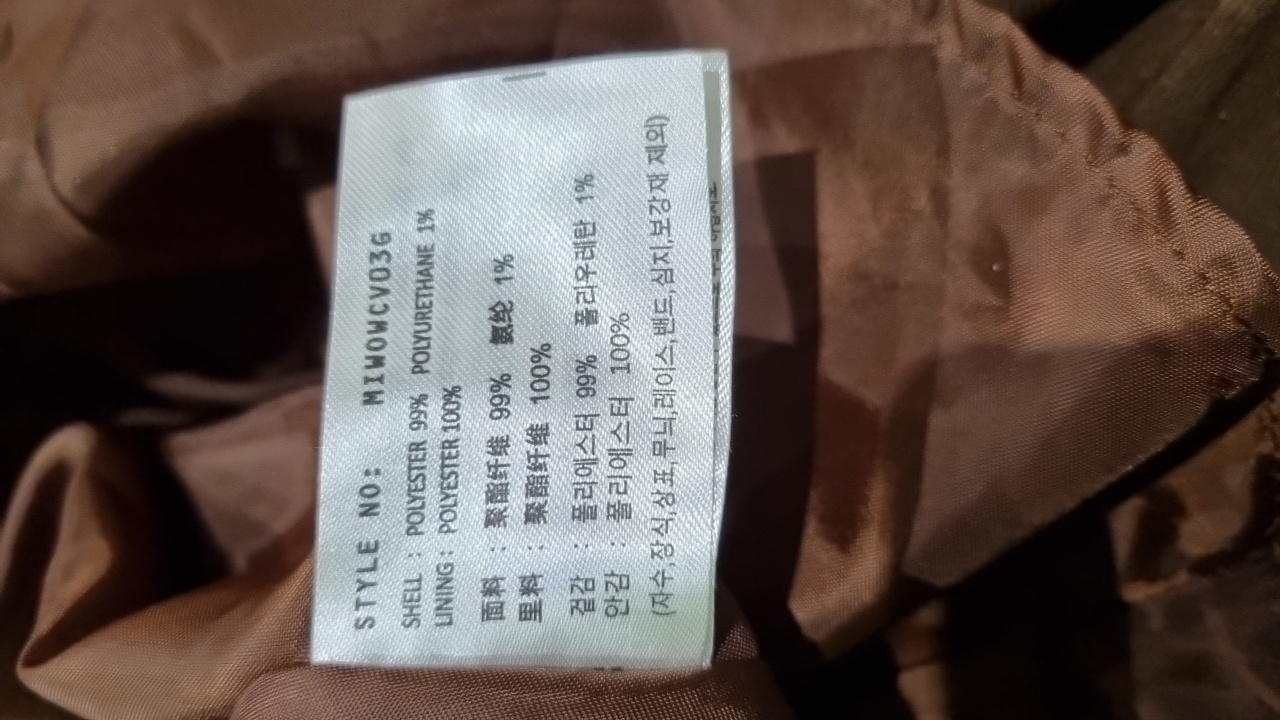 STYLE NO: MIWOWCV03G
SHELL : POLYESTER 99% POLYURETHANE 1%
LINING : POLYESTER 100%
面料 : 聚酯纤维 99% 氨纶 1%
里料 : 聚酯纤维 100%
겉감 : 폴리에스터 99% 폴리우레탄 1%
안감 : 폴리에스터 100%
(자수,장식,상표,무늬,레이스,밴드,심지,보강재 제외)